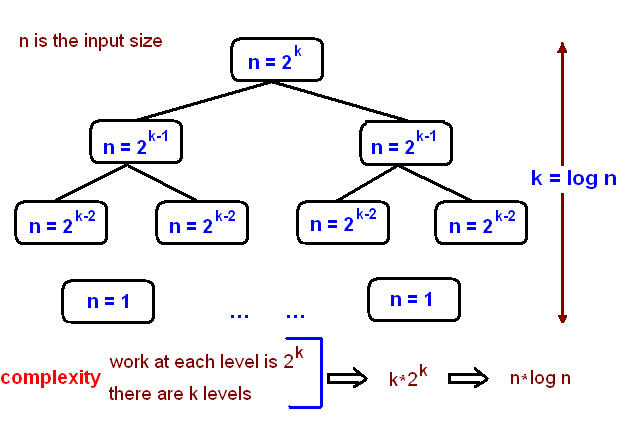 n is the input size
n = 2^k
n = 2^k-1
n = 2^k-1
k = log n
n = 2^k-2
n = 2^k-2
n = 2^k-2
n = 2^k-2
n = 1
... ...
n = 1
complexity
work at each level is 2^k
there are k levels
k*2^k
n*log n